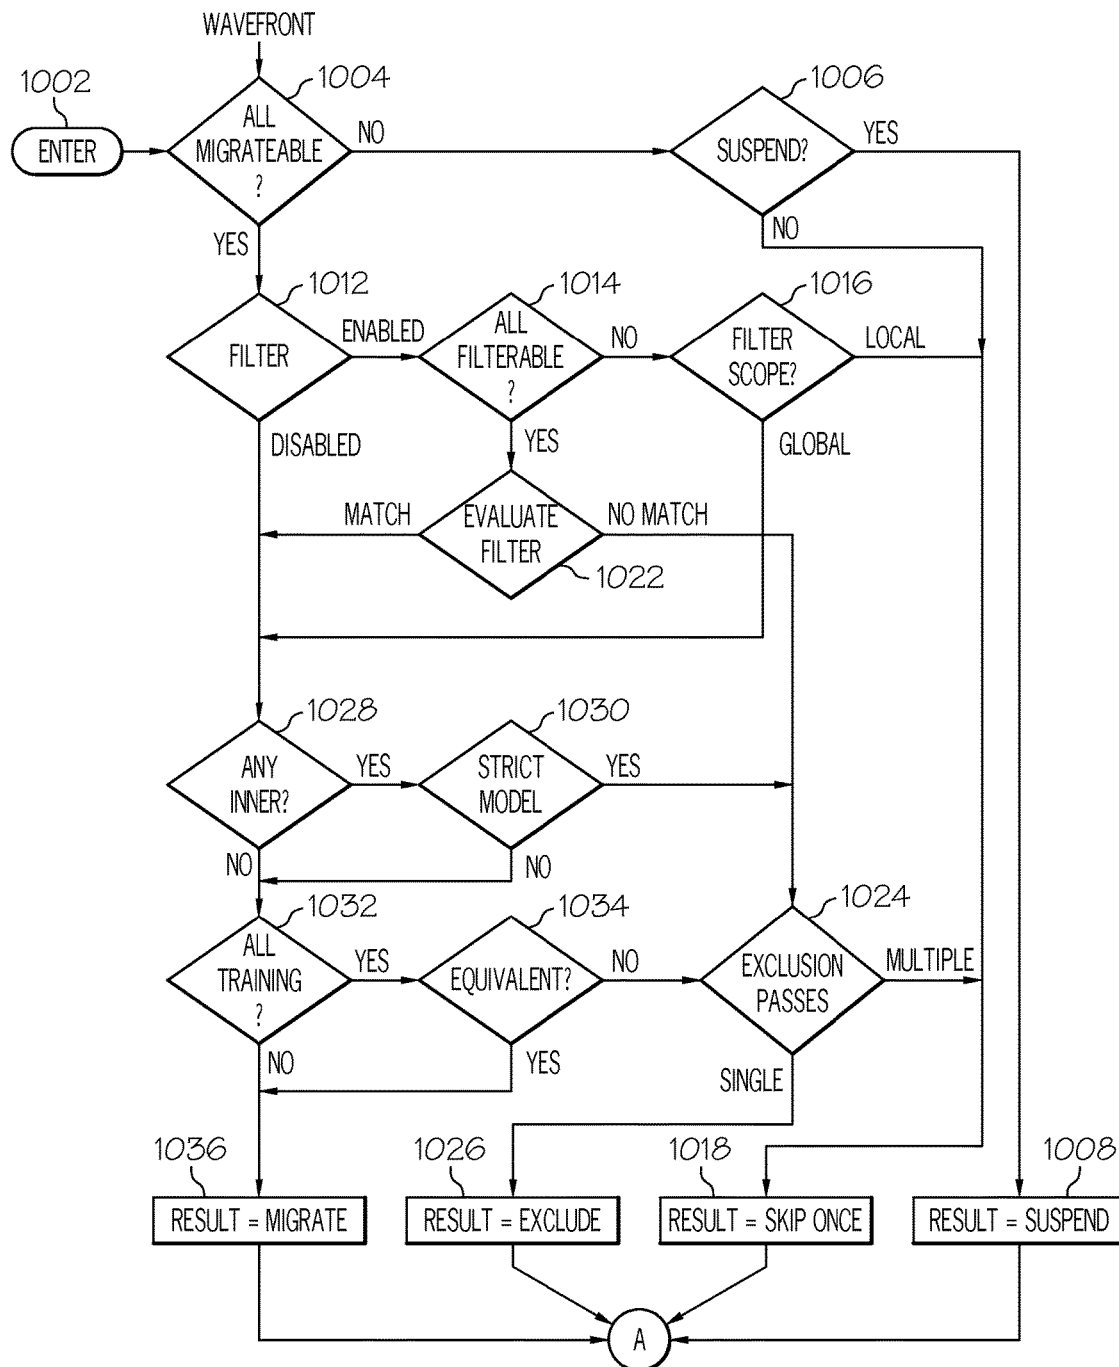 WAVEFRONT
1002
ENTER
1004
ALL
MIGRATEABLE
?
NO
YES
1006
SUSPEND?
YES
NO
1012
FILTER
ENABLED
DISABLED
1014
ALL
FILTERABLE
?
NO
YES
1016
FILTER
SCOPE?
LOCAL
GLOBAL
MATCH
EVALUATE
FILTER
NO MATCH
1022
1028
ANY
INNER?
YES
NO
1030
STRICT
MODEL
YES
NO
1032
ALL
TRAINING
?
YES
NO
1034
EQUIVALENT?
NO
YES
1024
EXCLUSION
PASSES
MULTIPLE
SINGLE
1036
RESULT = MIGRATE
1026
RESULT = EXCLUDE
1018
RESULT = SKIP ONCE
1008
RESULT = SUSPEND
A